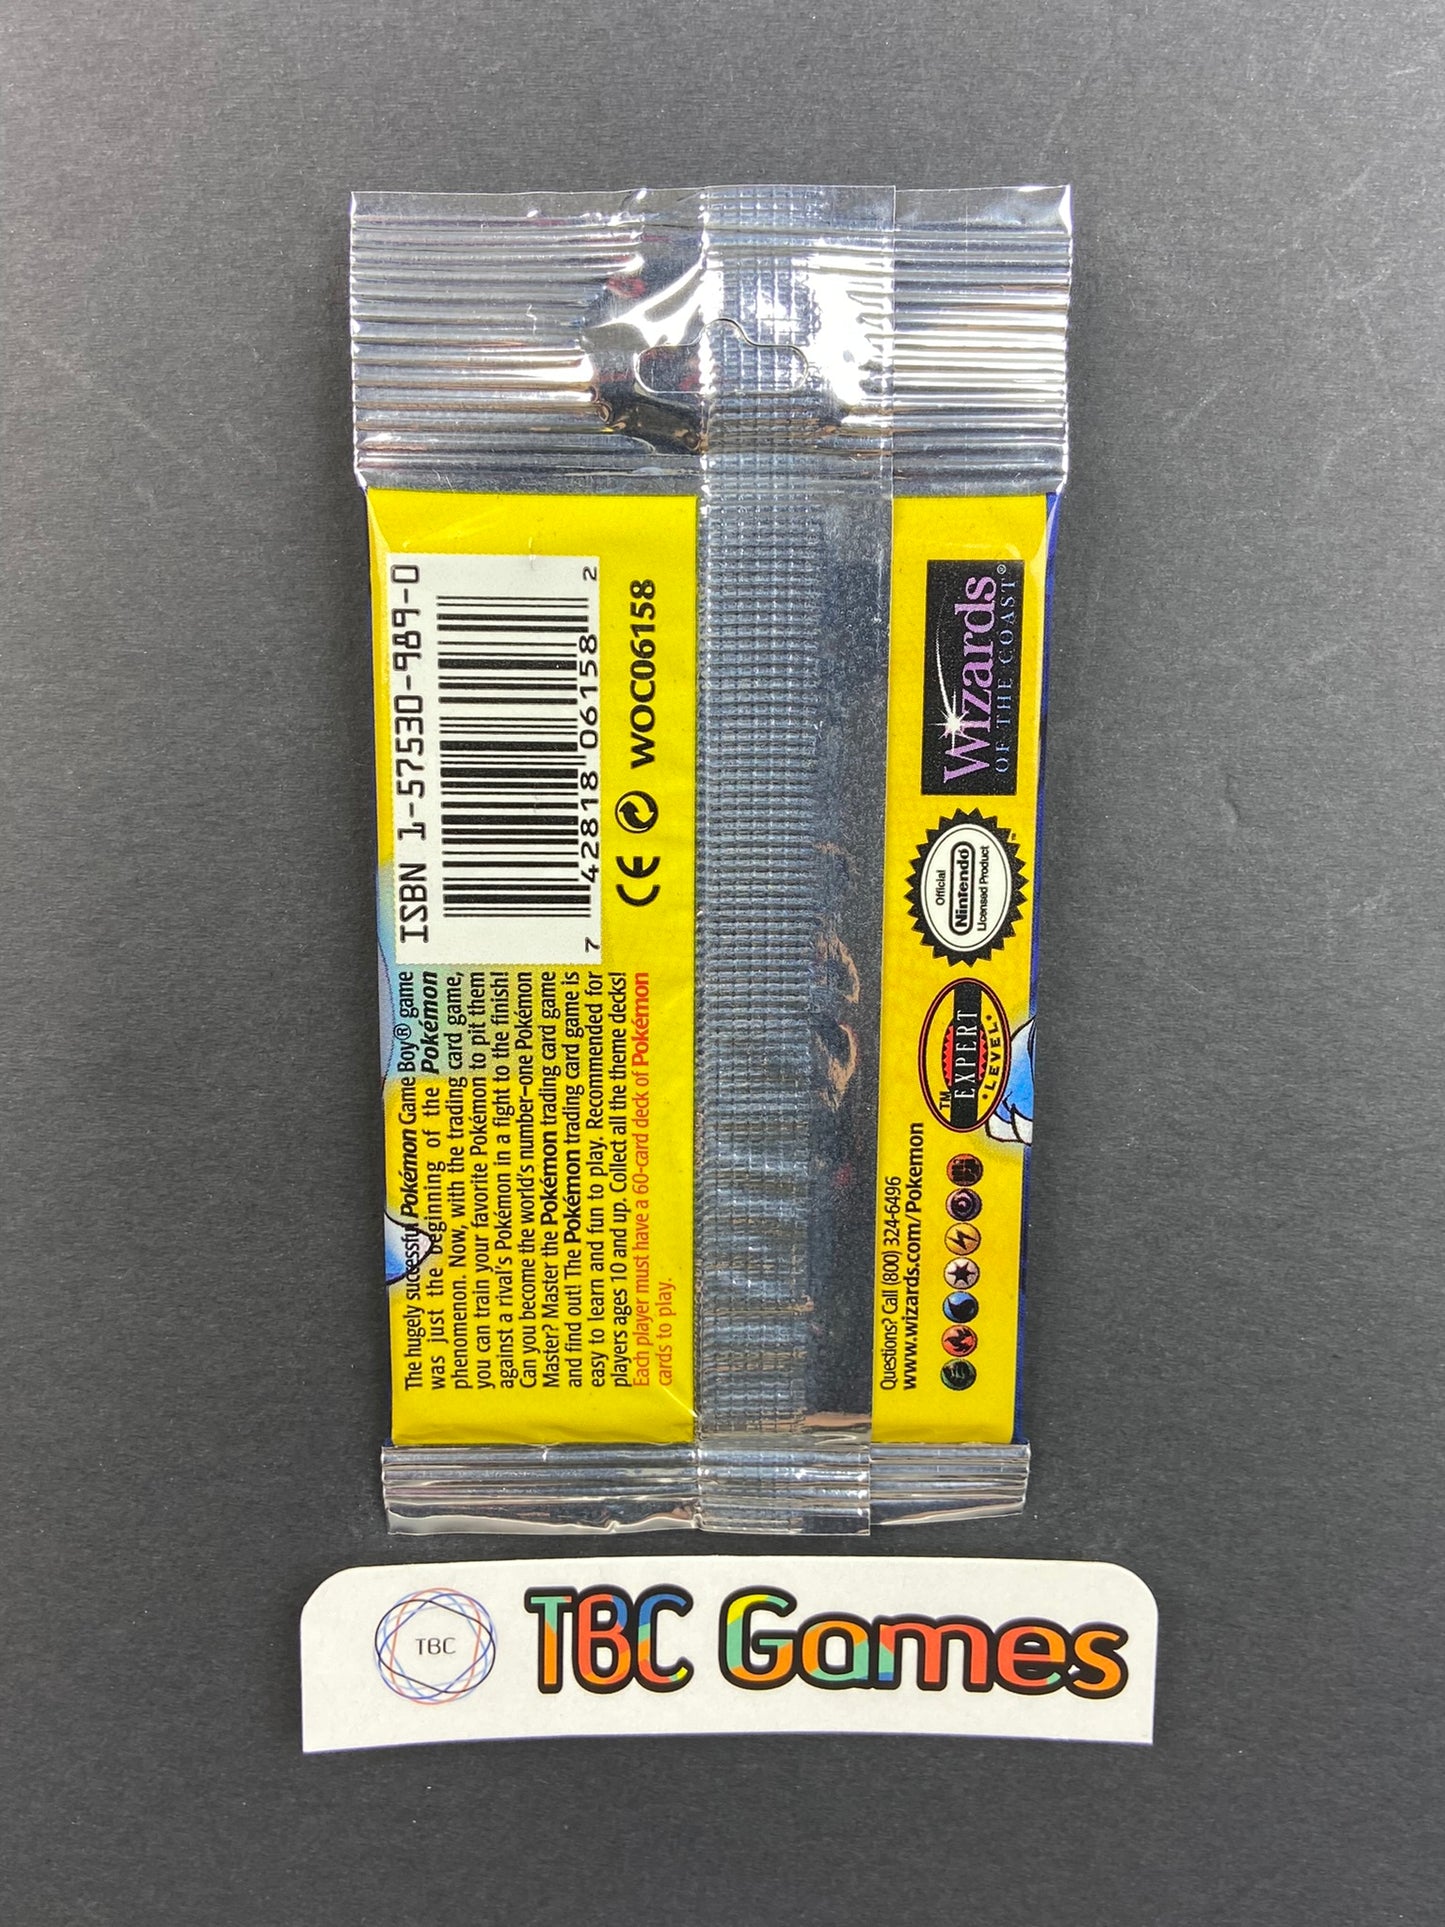 ISBN 1-57530-989-0
7 42818 06158 2
CE WOC06158
The hugely successful Pokémon Game Boy® game
was just the beginning of the Pokémon
phenomenon. Now, with the trading card game,
you can train your favorite Pokémon to pit them
against a rival's Pokémon in a fight to the finish!
Can you become the world's number-one Pokémon
Master? Master the Pokémon trading card game
and find out! The Pokémon trading card game is
easy to learn and fun to play. Recommended for
players ages 10 and up. Collect all the theme decks!
Each player must have a 60-card deck of Pokémon
cards to play.
Questions? Call (800) 324-6496
www.wizards.com/Pokemon
TM
EXPERT
LEVEL
Official
Nintendo
Licensed Product
TM
Wizards
OF THE COAST®
TBC
TBC Games